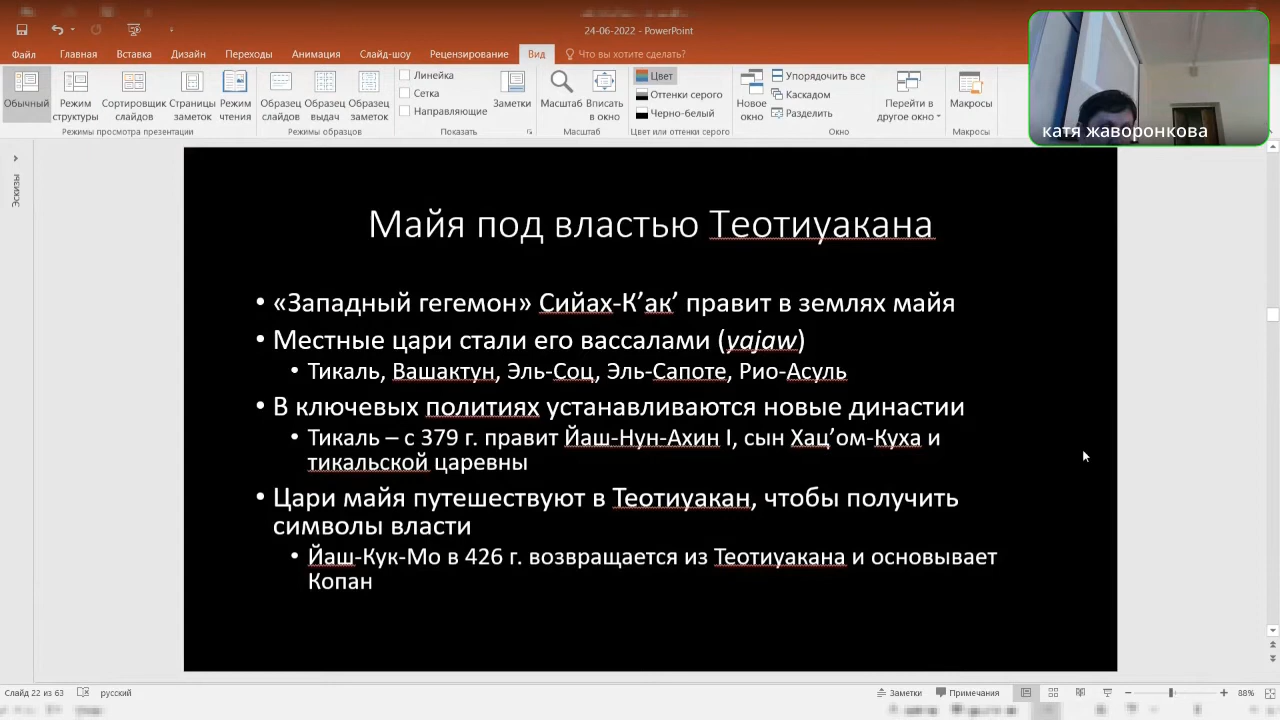 24-06-2022 - PowerPoint
Файл Главная Вставка Дизайн Переходы Анимация Слайд-шоу Рецензирование Вид Что вы хотите сделать?
Обычный
Режим структуры
Сортировщик слайдов
Страницы заметок
Режим чтения
Режимы просмотра презентации
Образец слайдов
Образец выдач
Образец заметок
Режимы образцов
Линейка
Сетка
Направляющие
Показать
Заметки
Масштаб
Вписать в окно
Масштаб
Цвет
Оттенки серого
Черно-белый
Цвет или оттенки серого
Новое окно
Упорядочить все
Каскадом
Разделить
Перейти в другое окно
Окно
Макросы
Макросы
катя жаворонкова
Эскизы
Майя под властью Теотиуакана
• «Западный гегемон» Сийах-К’ак’ правит в землях майя
• Местные цари стали его вассалами (yajaw)
• Тикаль, Вашактун, Эль-Соц, Эль-Сапоте, Рио-Асуль
• В ключевых политиях устанавливаются новые династии
• Тикаль – с 379 г. правит Йаш-Нун-Ахин I, сын Хац’ом-Куха и
тикальской царевны
• Цари майя путешествуют в Теотиуакан, чтобы получить
символы власти
• Йаш-Кук-Мо в 426 г. возвращается из Теотиуакана и основывает
Копан
Слайд 22 из 63 русский Заметки Примечания 88%